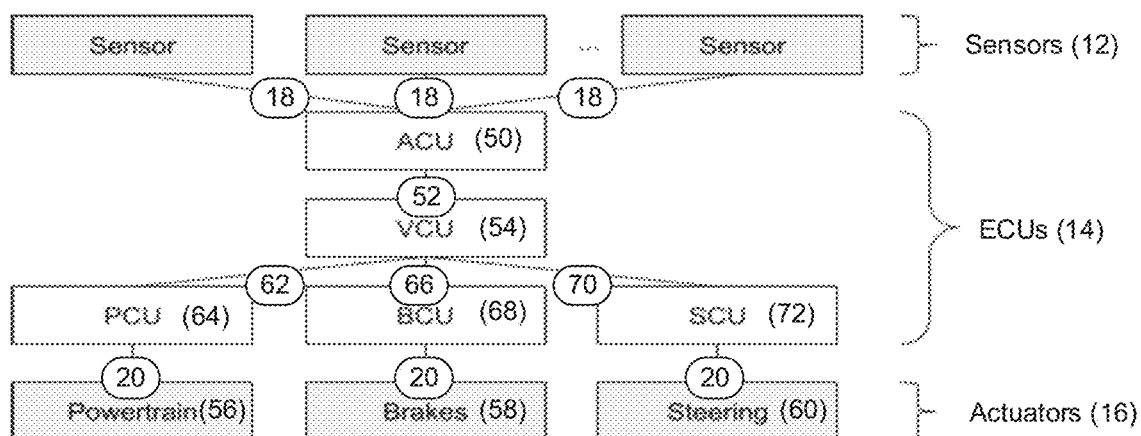 Sensor Sensor ... Sensor Sensors (12)
18 18 18
ACU (50)
52
VCU (54)
ECUs (14)
62 66 70
PCU (64) BCU (68) SCU (72)
20 20 20
Powertrain (56) Brakes (58) Steering (60) Actuators (16)